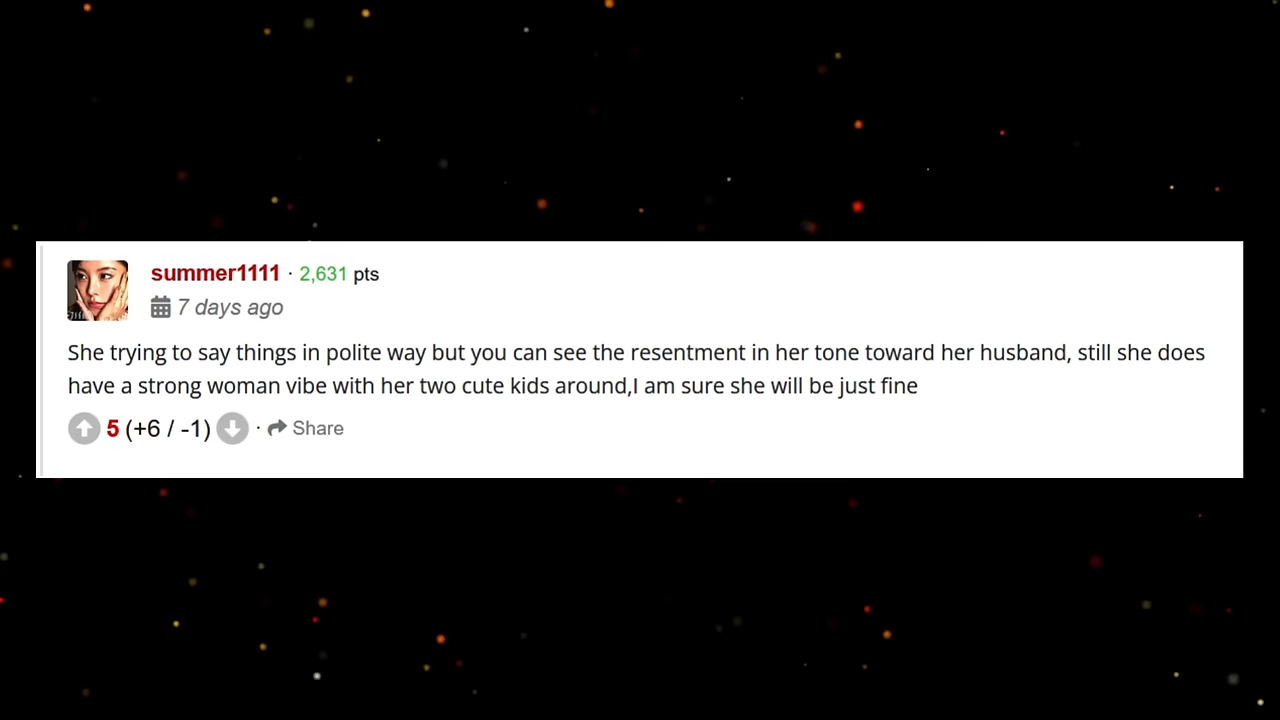 summer1111 · 2,631 pts
7 days ago
She trying to say things in polite way but you can see the resentment in her tone toward her husband, still she does
have a strong woman vibe with her two cute kids around,I am sure she will be just fine
5 (+6 / -1) · Share